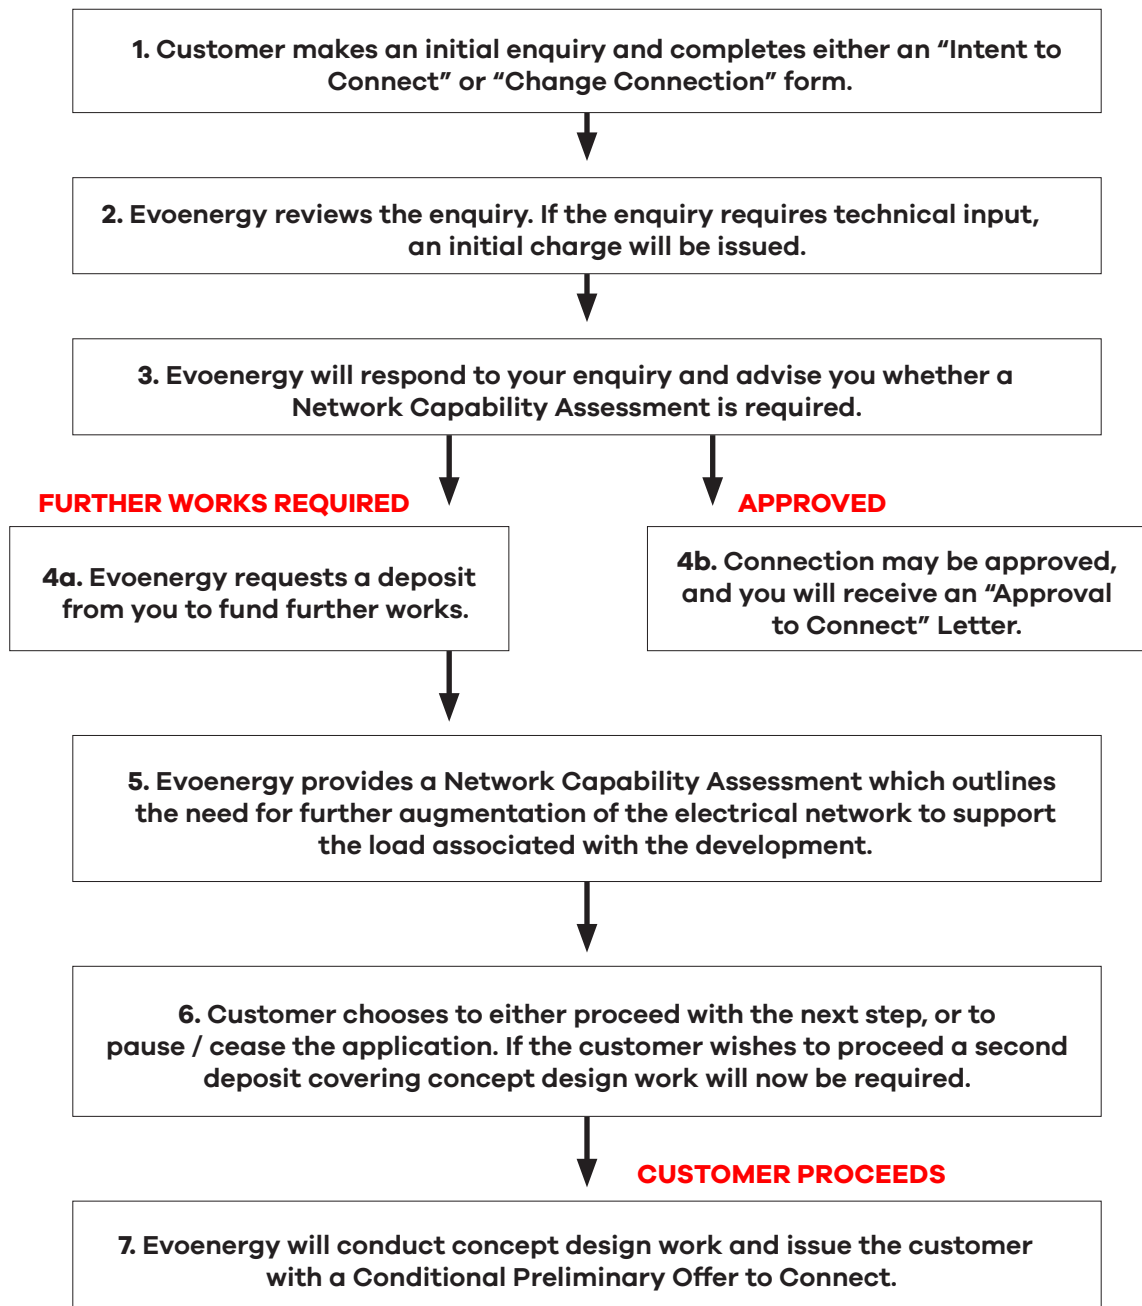 1. Customer makes an initial enquiry and completes either an “Intent to
Connect” or “Change Connection” form.
2. Evoenergy reviews the enquiry. If the enquiry requires technical input,
an initial charge will be issued.
3. Evoenergy will respond to your enquiry and advise you whether a
Network Capability Assessment is required.
FURTHER WORKS REQUIRED
4a. Evoenergy requests a deposit
from you to fund further works.
APPROVED
4b. Connection may be approved,
and you will receive an “Approval
to Connect” Letter.
5. Evoenergy provides a Network Capability Assessment which outlines
the need for further augmentation of the electrical network to support
the load associated with the development.
6. Customer chooses to either proceed with the next step, or to
pause / cease the application. If the customer wishes to proceed a second
deposit covering concept design work will now be required.
CUSTOMER PROCEEDS
7. Evoenergy will conduct concept design work and issue the customer
with a Conditional Preliminary Offer to Connect.